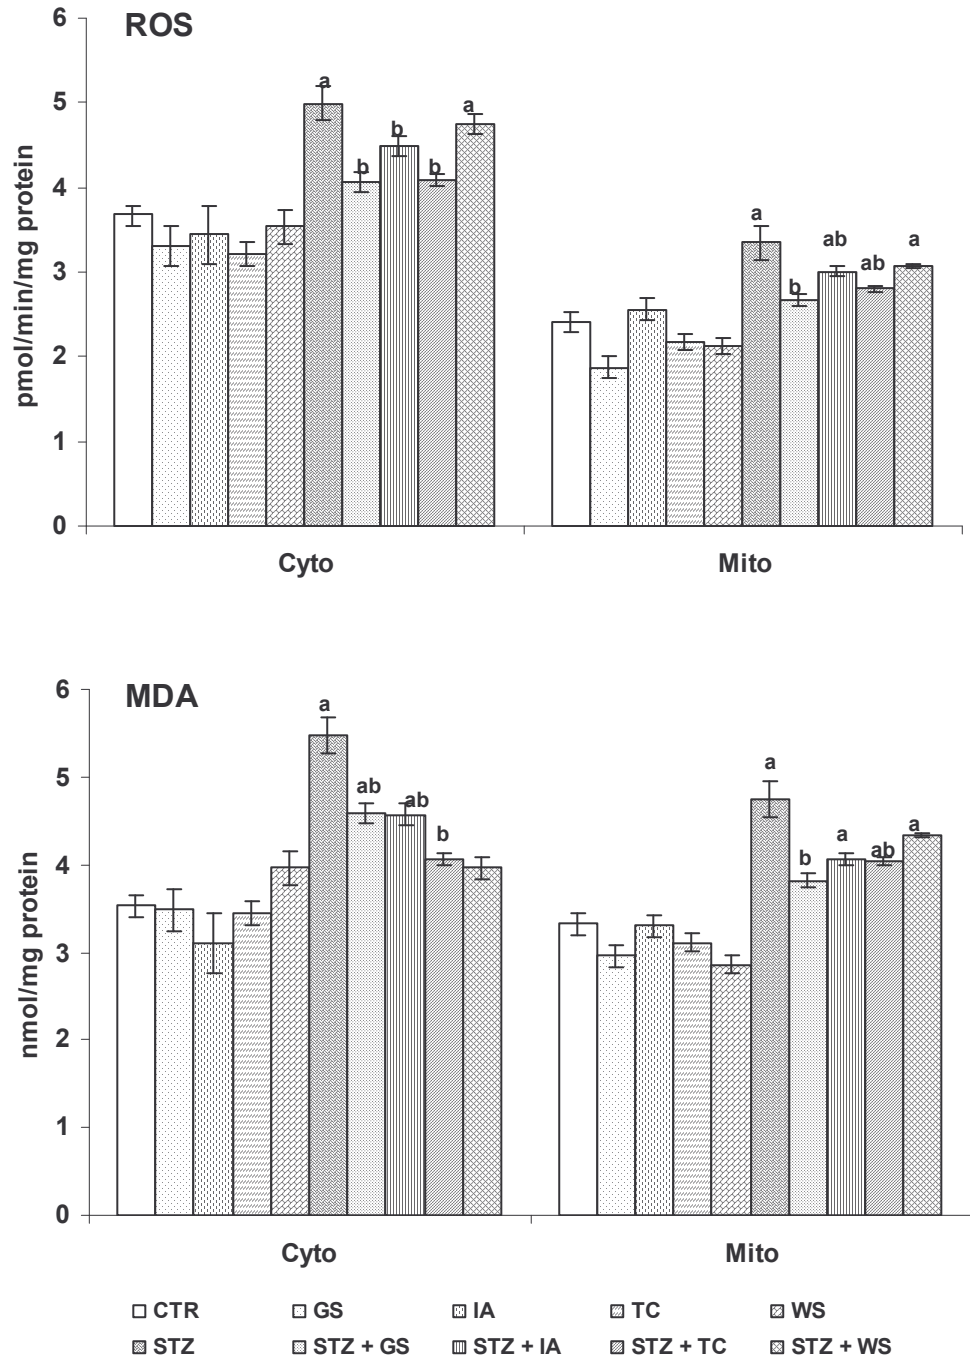 ROS
pmol/min/mg protein
6
5
4
3
2
1
0
a
b
b
b
a
a
b
ab
ab
a
Cyto
Mito
MDA
nmol/mg protein
6
5
4
3
2
1
0
a
ab
ab
b
a
b
a
ab
a
Cyto
Mito
CTR GS IA TC WS
STZ STZ + GS STZ + IA STZ + TC STZ + WS